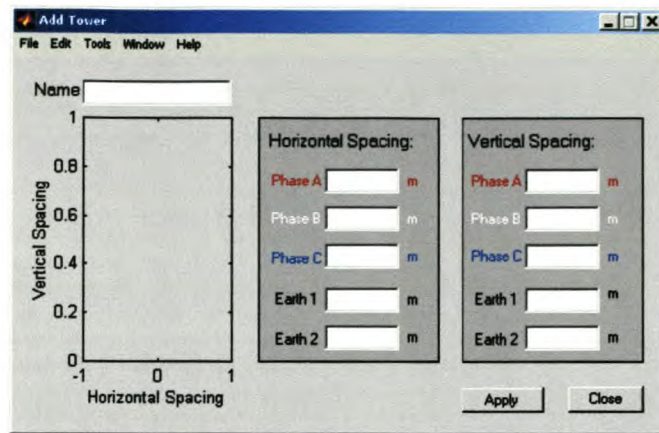 Add Tower
File Edit Tools Window Help
Name
1
0.8
0.6
0.4
0.2
0
Vertical Spacing
-1 0 1
Horizontal Spacing
Horizontal Spacing:
Phase A m
Phase B m
Phase C m
Earth 1 m
Earth 2 m
Vertical Spacing:
Phase A m
Phase B m
Phase C m
Earth 1 m
Earth 2 m
Apply Close